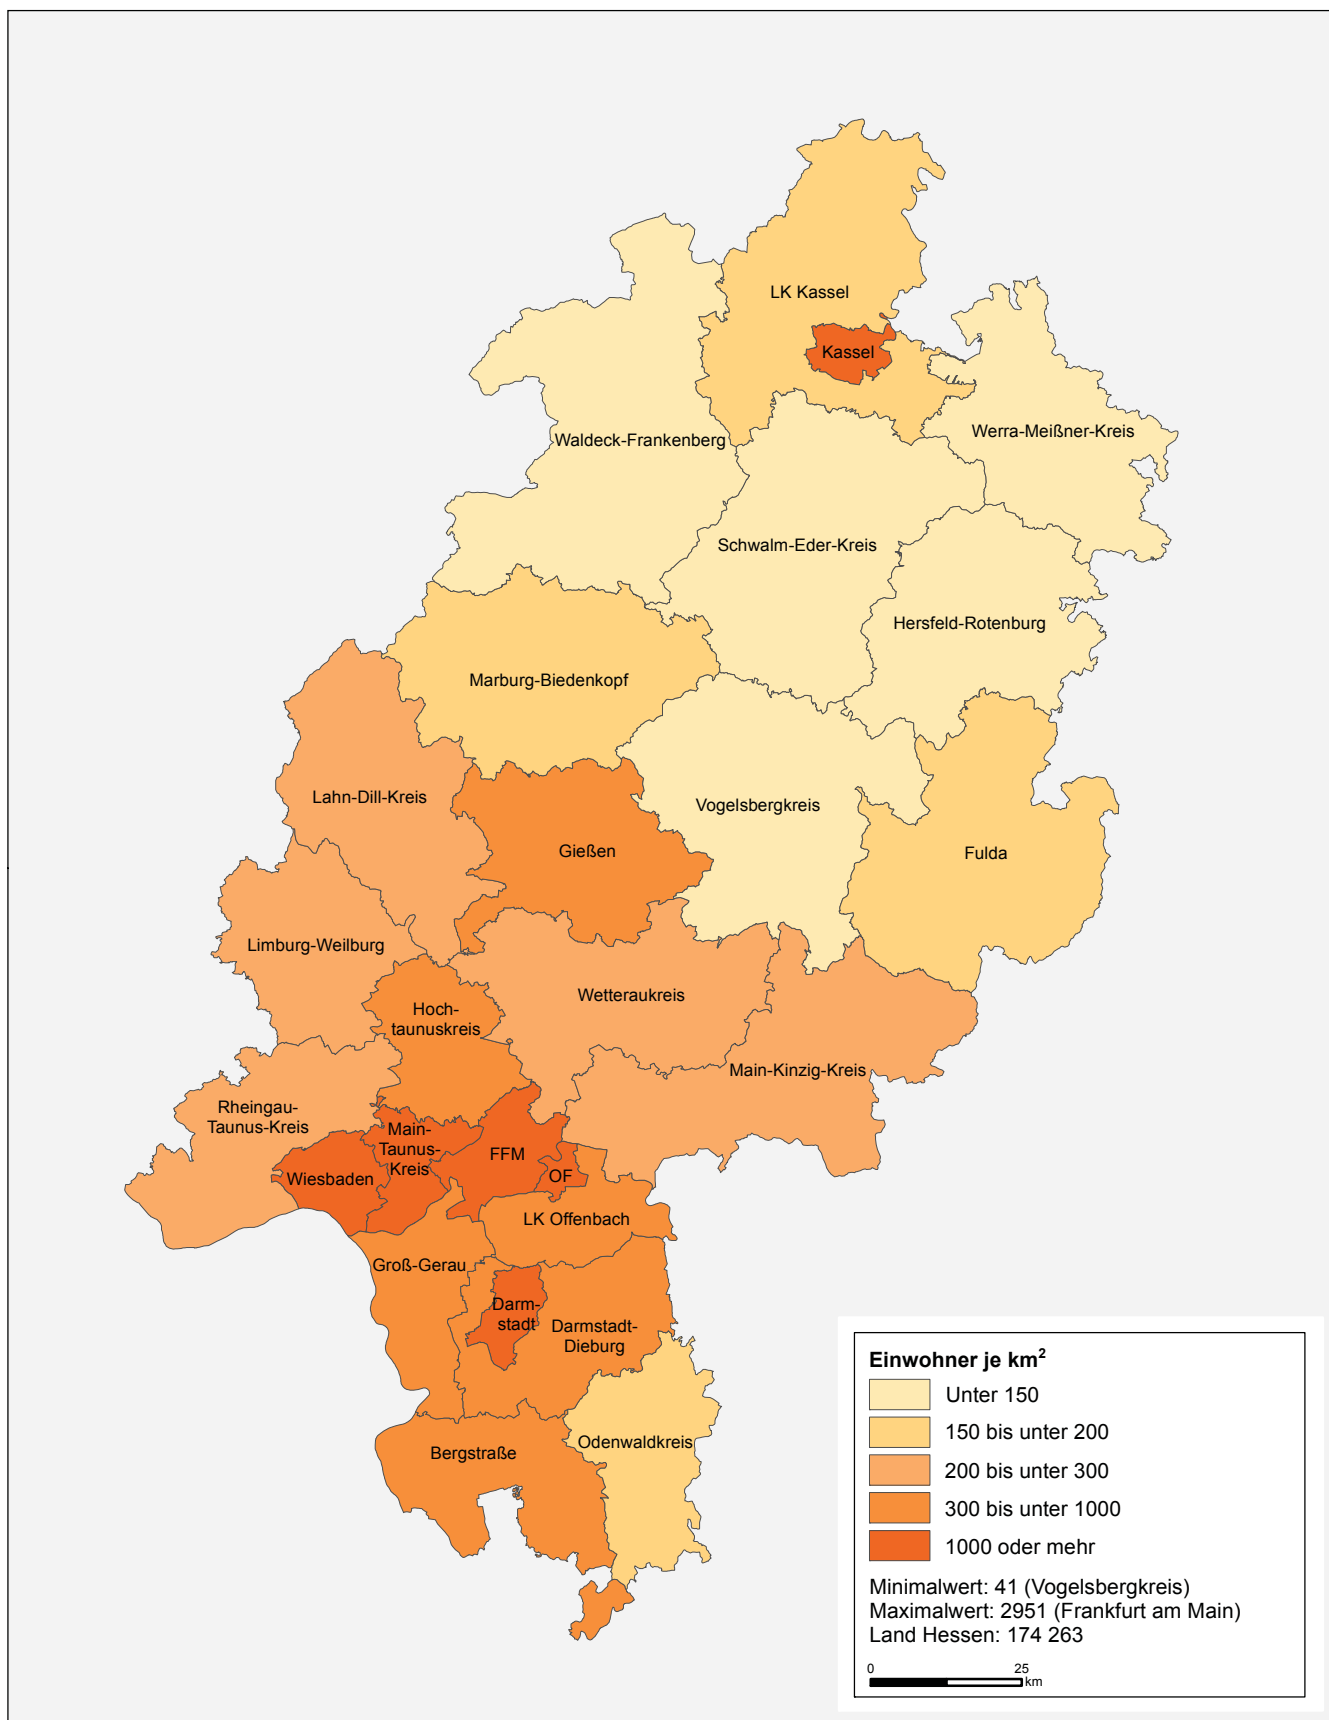 LK Kassel
Kassel
Waldeck-Frankenberg
Werra-Meißner-Kreis
Schwalm-Eder-Kreis
Hersfeld-Rotenburg
Marburg-Biedenkopf
Lahn-Dill-Kreis
Vogelsbergkreis
Gießen
Fulda
Limburg-Weilburg
Wetteraukreis
Hoch-
taunuskreis
Main-Kinzig-Kreis
Rheingau-
Taunus-Kreis
Main-
Taunus-
Kreis
FFM
OF
Wiesbaden
LK Offenbach
Groß-Gerau
Darm-
stadt
Darmstadt-
Dieburg
Odenwaldkreis
Bergstraße
Einwohner je km²
Unter 150
150 bis unter 200
200 bis unter 300
300 bis unter 1000
1000 oder mehr
Minimalwert: 41 (Vogelsbergkreis)
Maximalwert: 2951 (Frankfurt am Main)
Land Hessen: 174 263
0 25
km